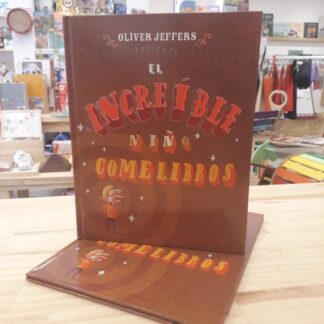 OLIVER JEFFERS
EL
INCREÍBLE
NIÑO
COMELIBROS
COMELIBROS